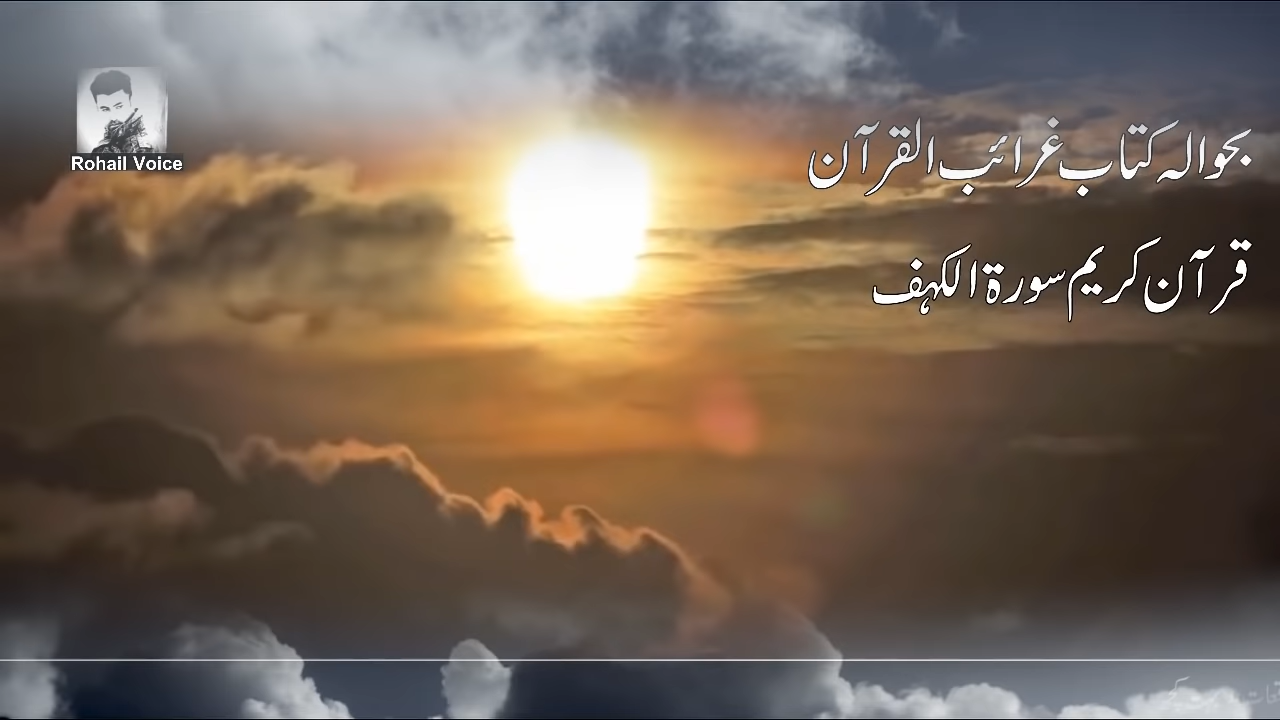 بحوالہ کتاب غرائب القرآن
قرآن کریم سورۃ الکہف
Rohail Voice